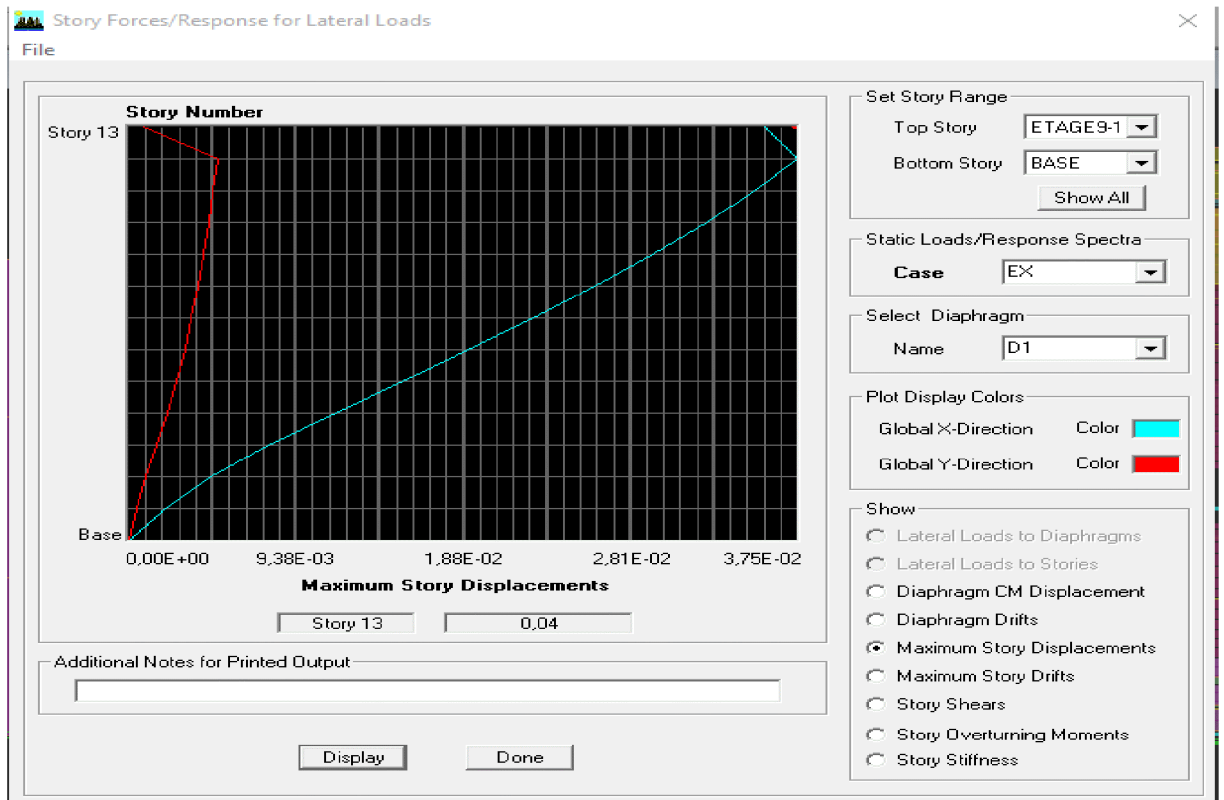 Story Forces/Response for Lateral Loads
File
Story Number
Story 13
Base
0,00E+00 9,38E-03 1,88E-02 2,81E-02 3,75E-02
Maximum Story Displacements
Story 13 0,04
Additional Notes for Printed Output
Display Done
Set Story Range
Top Story ETAGE9-1
Bottom Story BASE
Show All
Static Loads/Response Spectra
Case EX
Select Diaphragm
Name D1
Plot Display Colors
Global X-Direction Color
Global Y-Direction Color
Show
Lateral Loads to Diaphragms
Lateral Loads to Stories
Diaphragm CM Displacement
Diaphragm Drifts
Maximum Story Displacements
Maximum Story Drifts
Story Shears
Story Overturning Moments
Story Stiffness